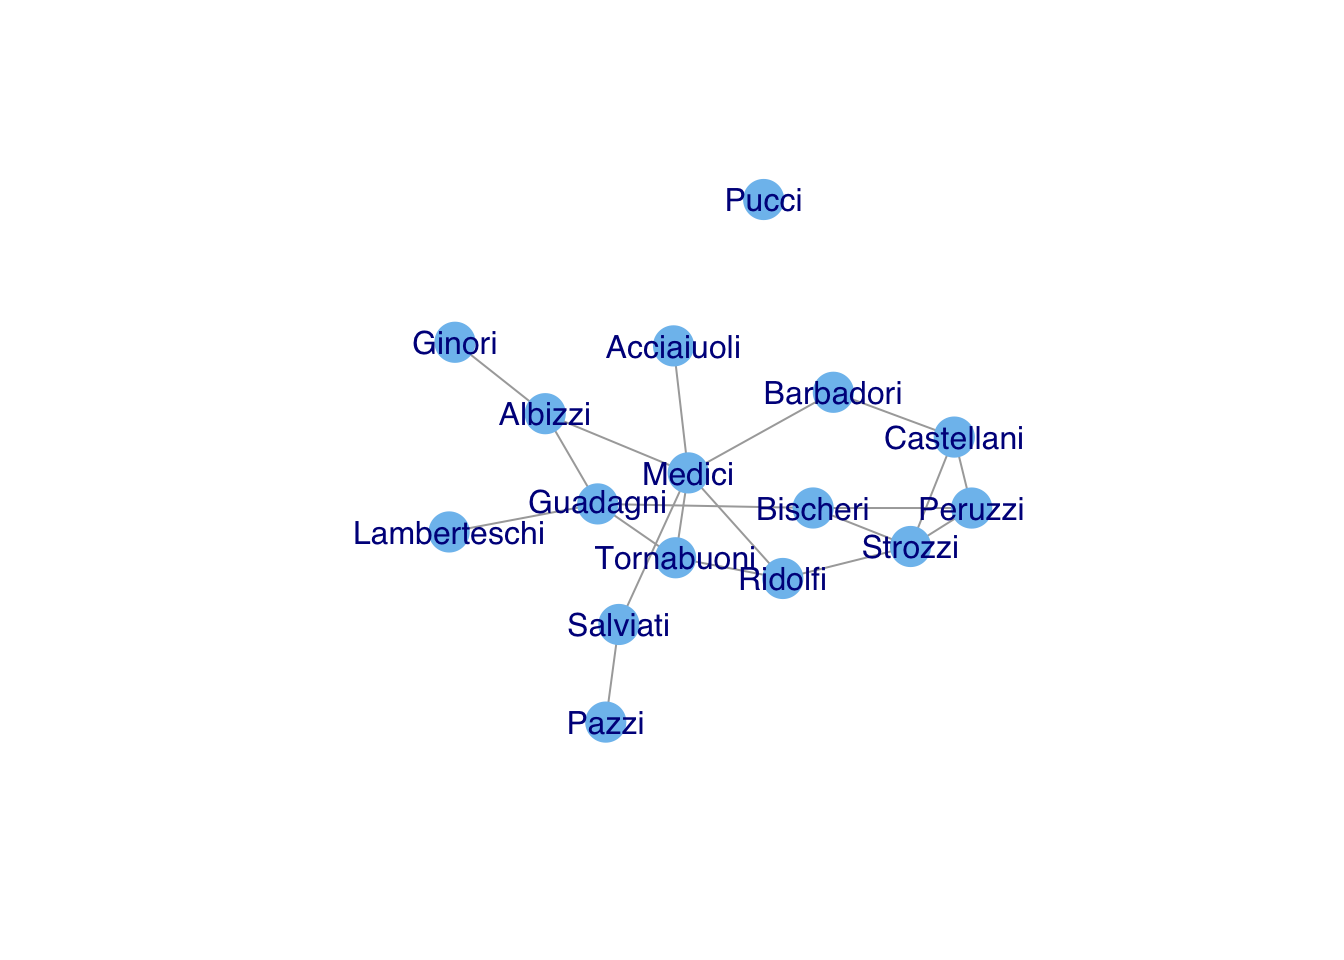 Pucci
Ginori
Acciaiuoli
Barbadori
Albizzi
Castellani
Medici
Guadagni
Bischeri
Peruzzi
Lamberteschi
Strozzi
Tornabuoni
Ridolfi
Salviati
Pazzi